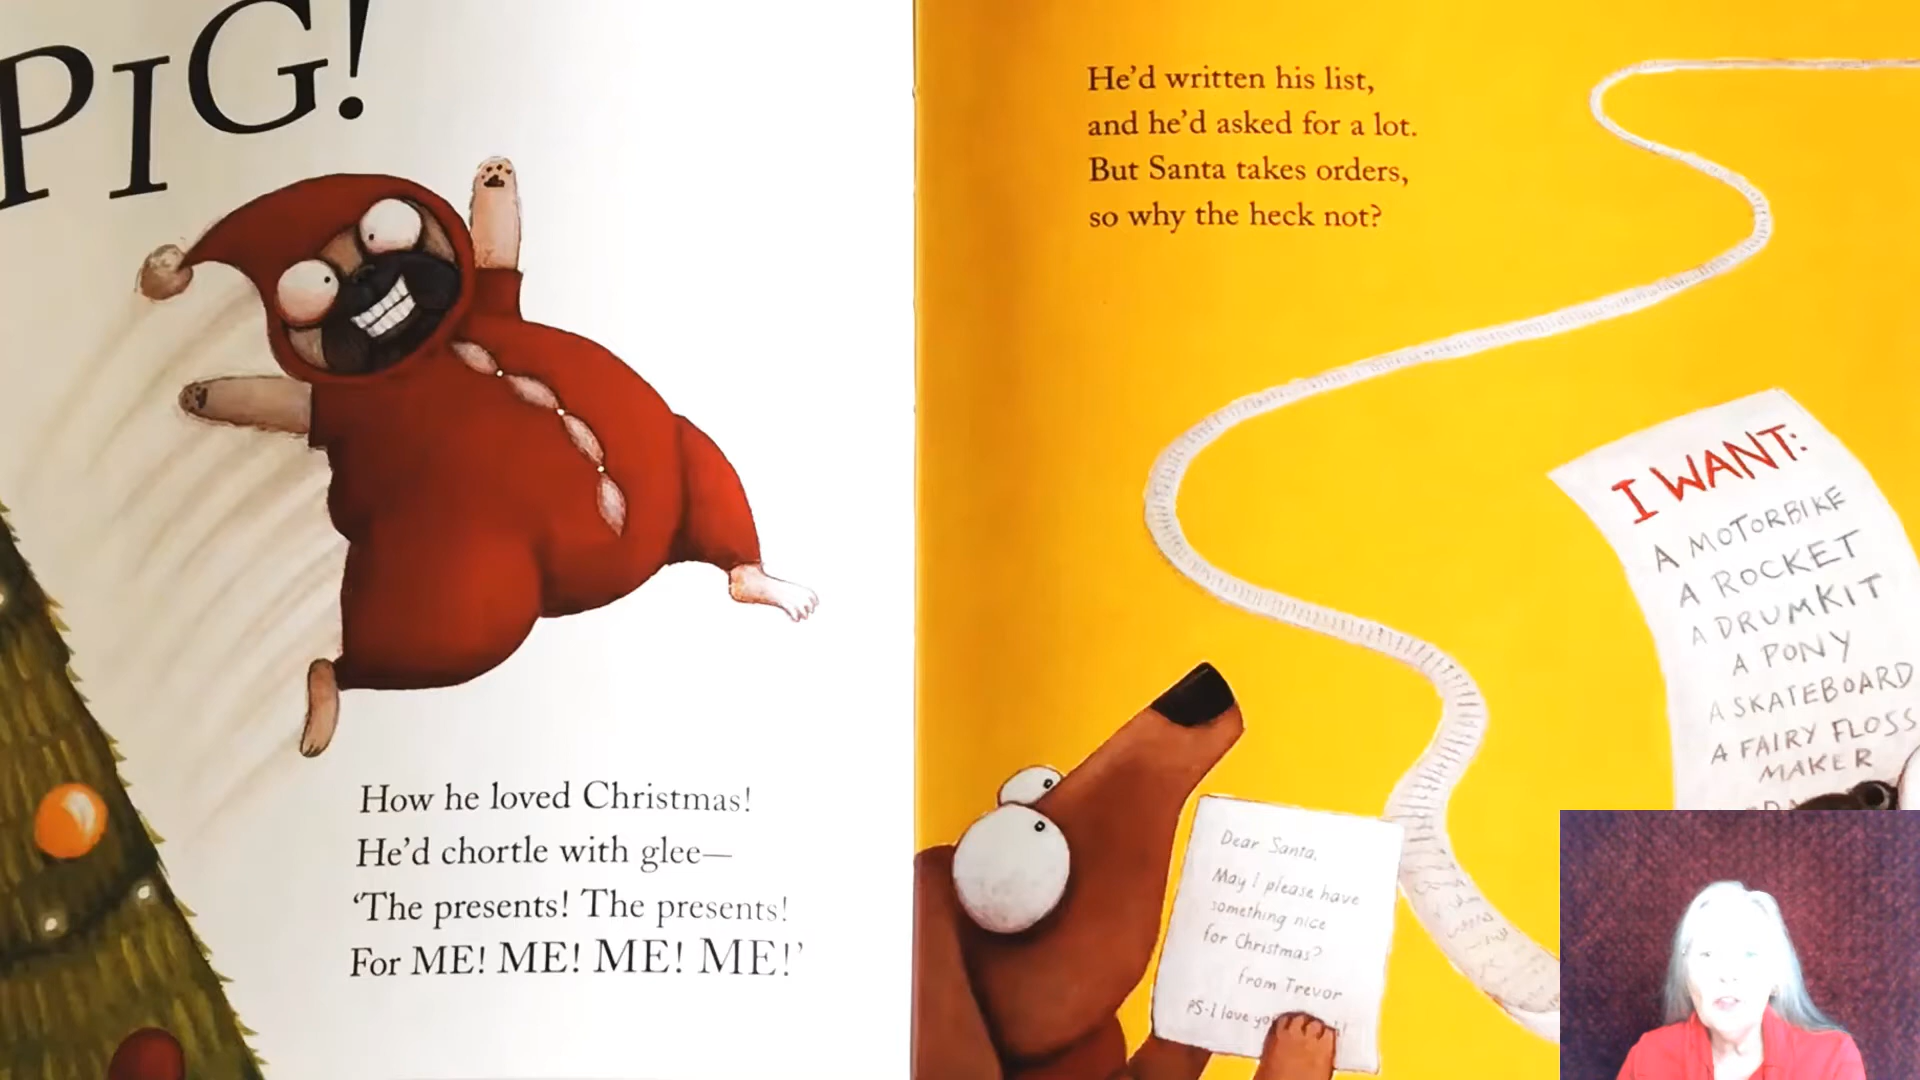 PIG!
How he loved Christmas!
He'd chortle with glee—
'The presents! The presents!
For ME! ME! ME! ME!'
He'd written his list,
and he'd asked for a lot.
But Santa takes orders,
so why the heck not?
I WANT:
A MOTORBIKE
A ROCKET
A DRUMKIT
A PONY
A SKATEBOARD
A FAIRY FLOSS
MAKER
Dear Santa,
May I please have
something nice
for Christmas?
from Trevor
PS-I love